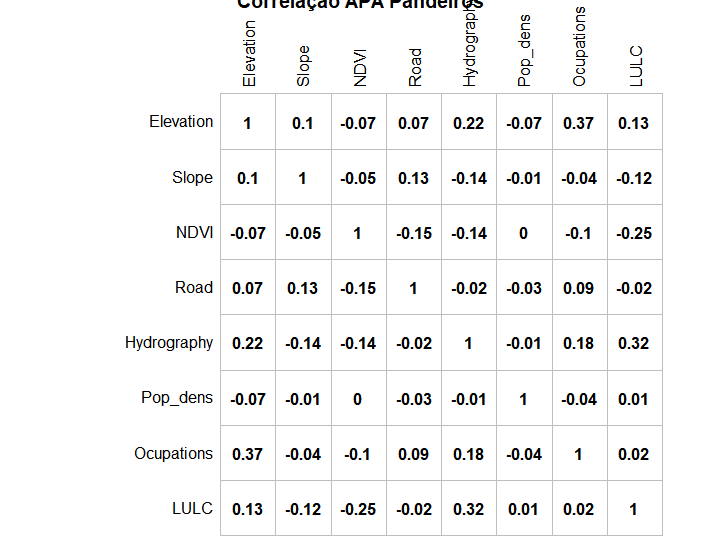 Correlação APA Pandeiros
Elevation Slope NDVI Road Hydrography Pop_dens Ocupations LULC
Elevation 1 0.1 -0.07 0.07 0.22 -0.07 0.37 0.13
Slope 0.1 1 -0.05 0.13 -0.14 -0.01 -0.04 -0.12
NDVI -0.07 -0.05 1 -0.15 -0.14 0 -0.1 -0.25
Road 0.07 0.13 -0.15 1 -0.02 -0.03 0.09 -0.02
Hydrography 0.22 -0.14 -0.14 -0.02 1 -0.01 0.18 0.32
Pop_dens -0.07 -0.01 0 -0.03 -0.01 1 -0.04 0.01
Ocupations 0.37 -0.04 -0.1 0.09 0.18 -0.04 1 0.02
LULC 0.13 -0.12 -0.25 -0.02 0.32 0.01 0.02 1